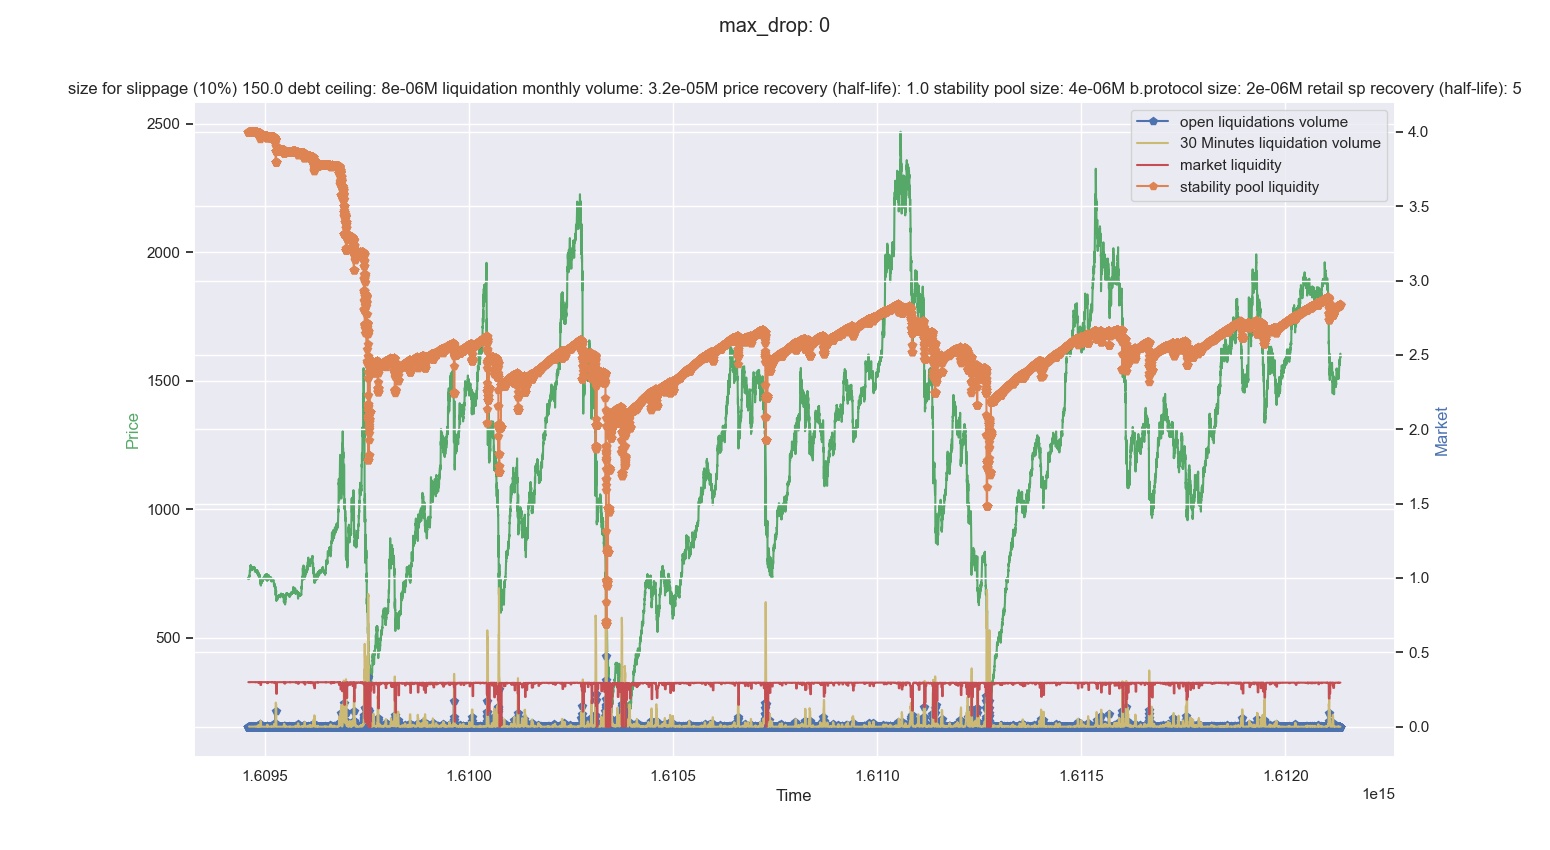 max_drop: 0
size for slippage (10%) 150.0 debt ceiling: 8e-06M liquidation monthly volume: 3.2e-05M price recovery (half-life): 1.0 stability pool size: 4e-06M b.protocol size: 2e-06M retail sp recovery (half-life): 5
open liquidations volume
30 Minutes liquidation volume
market liquidity
stability pool liquidity
2500
2000
1500
1000
500
Price
4.0
3.5
3.0
2.5
2.0
1.5
1.0
0.5
0.0
Market
1.6095 1.6100 1.6105 1.6110 1.6115 1.6120
Time
1e15